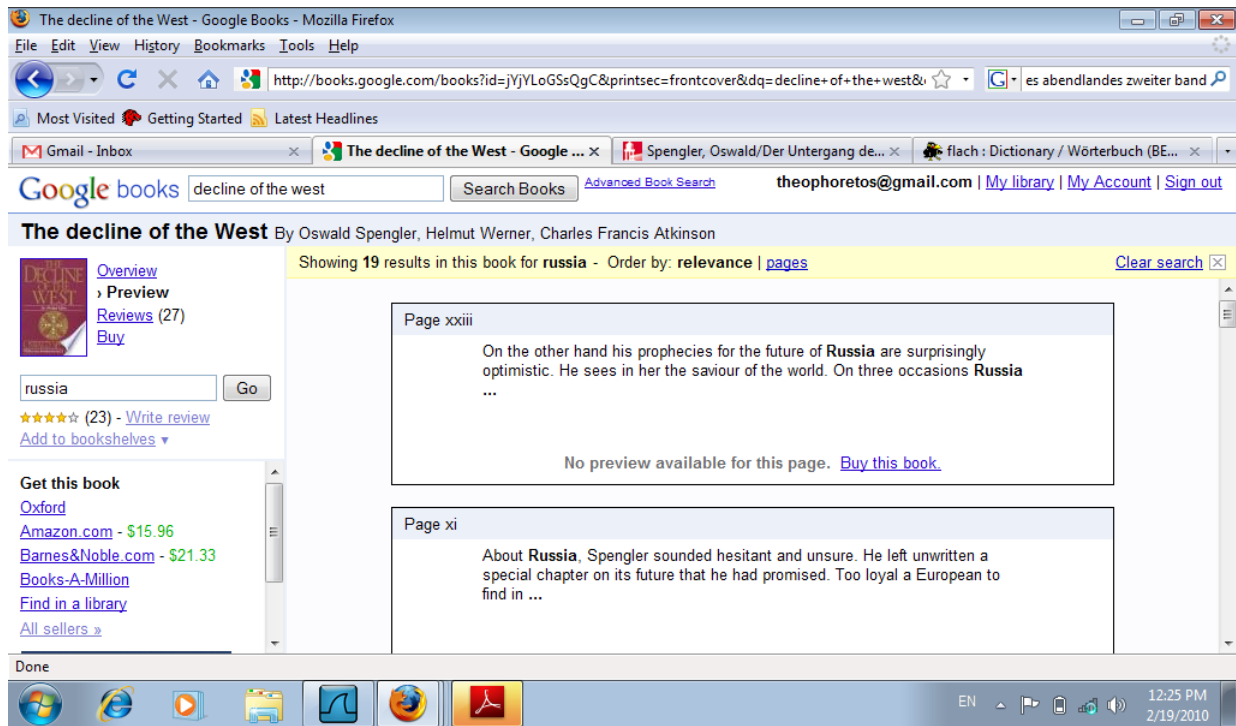 The decline of the West - Google Books - Mozilla Firefox
File Edit View History Bookmarks Tools Help
http://books.google.com/books?id=jYjYLoGSsQgC&printsec=frontcover&dq=decline+of+the+west&
es abendlandes zweiter band
Most Visited Getting Started Latest Headlines
Gmail - Inbox
The decline of the West - Google ...
Spengler, Oswald/Der Untergang de...
flach : Dictionary / Wörterbuch (BE...
Google books
decline of the west
Search Books
Advanced Book Search
theophoretos@gmail.com | My library | My Account | Sign out
The decline of the West By Oswald Spengler, Helmut Werner, Charles Francis Atkinson
THE DECLINE WEST
Overview
› Preview
Reviews (27)
Buy
russia
Go
(23) - Write review
Add to bookshelves ▾
Get this book
Oxford
Amazon.com - $15.96
Barnes&Noble.com - $21.33
Books-A-Million
Find in a library
All sellers »
Showing 19 results in this book for russia - Order by: relevance | pages
Clear search
Page xxiii
On the other hand his prophecies for the future of Russia are surprisingly
optimistic. He sees in her the saviour of the world. On three occasions Russia
...
No preview available for this page. Buy this book.
Page xi
About Russia, Spengler sounded hesitant and unsure. He left unwritten a
special chapter on its future that he had promised. Too loyal a European to
find in ...
Done
EN
12:25 PM
2/19/2010